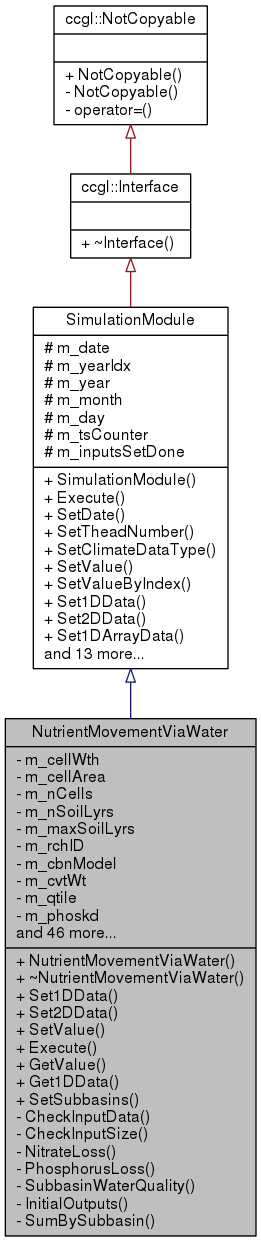 ccgl::NotCopyable
+ NotCopyable()
- NotCopyable()
- operator=()
ccgl::Interface
+ ~Interface()
SimulationModule
# m_date
# m_yearIdx
# m_year
# m_month
# m_day
# m_tsCounter
# m_inputsSetDone
+ SimulationModule()
+ Execute()
+ SetDate()
+ SetTheadNumber()
+ SetClimateDataType()
+ SetValue()
+ SetValueByIndex()
+ Set1DData()
+ Set2DData()
+ Set1DArrayData()
and 13 more...
NutrientMovementViaWater
- m_cellWth
- m_cellArea
- m_nCells
- m_nSoilLyrs
- m_maxSoilLyrs
- m_rchID
- m_cbnModel
- m_cvtWt
- m_qtile
- m_phoskd
and 46 more...
+ NutrientMovementViaWater()
+ ~NutrientMovementViaWater()
+ Set1DData()
+ Set2DData()
+ SetValue()
+ Execute()
+ GetValue()
+ Get1DData()
+ SetSubbasins()
- CheckInputData()
- CheckInputSize()
- NitrateLoss()
- PhosphorusLoss()
- SubbasinWaterQuality()
- InitialOutputs()
- SumBySubbasin()